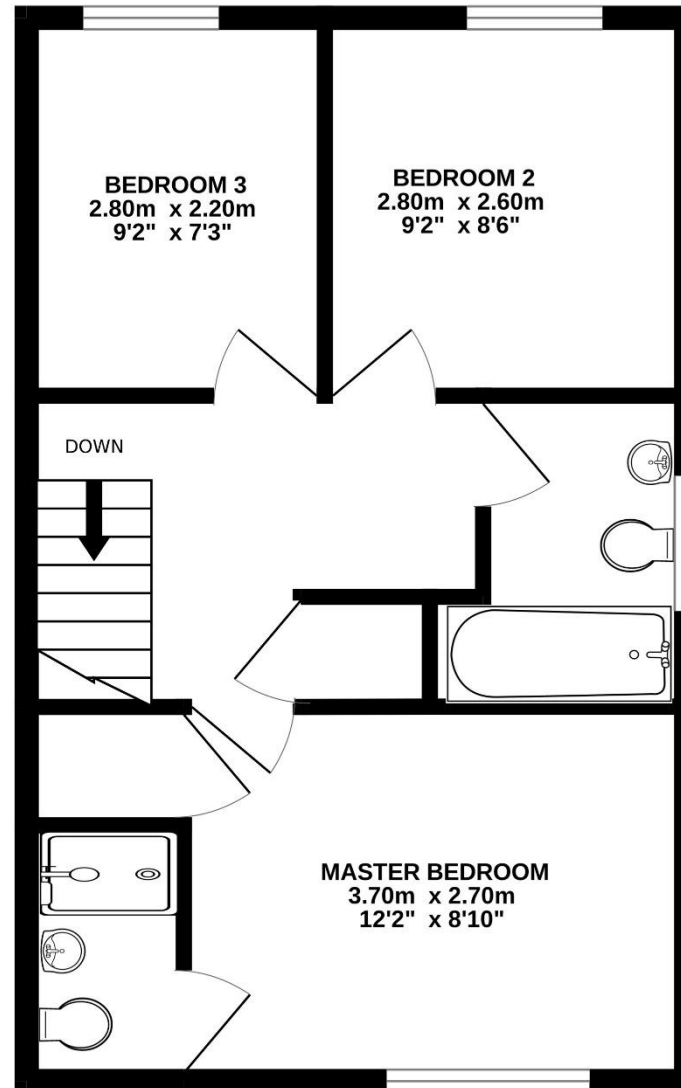 BEDROOM 3
2.80m x 2.20m
9'2" x 7'3"
BEDROOM 2
2.80m x 2.60m
9'2" x 8'6"
DOWN
MASTER BEDROOM
3.70m x 2.70m
12'2" x 8'10"